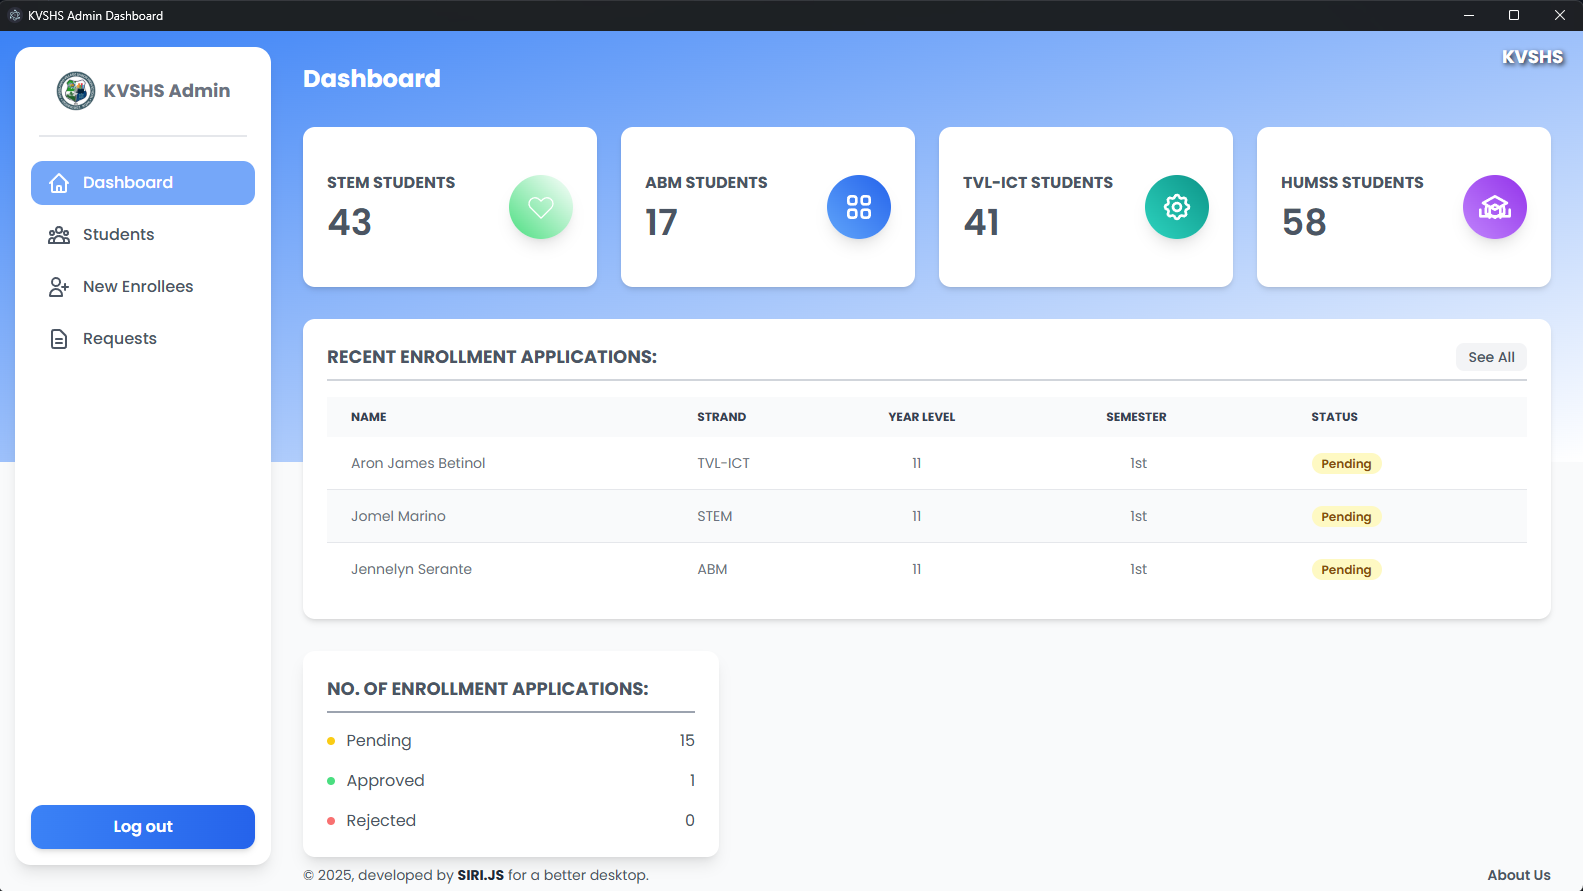 KVSHS Admin Dashboard
KVSHS Admin
Dashboard
Students
New Enrollees
Requests
Log out
Dashboard
KVSHS
STEM STUDENTS
43
ABM STUDENTS
17
TVL-ICT STUDENTS
41
HUMSS STUDENTS
58
RECENT ENROLLMENT APPLICATIONS:
See All
NAME STRAND YEAR LEVEL SEMESTER STATUS
Aron James Betinol TVL-ICT 11 1st Pending
Jomel Marino STEM 11 1st Pending
Jennelyn Serante ABM 11 1st Pending
NO. OF ENROLLMENT APPLICATIONS:
Pending 15
Approved 1
Rejected 0
© 2025, developed by SIRI.JS for a better desktop.
About Us